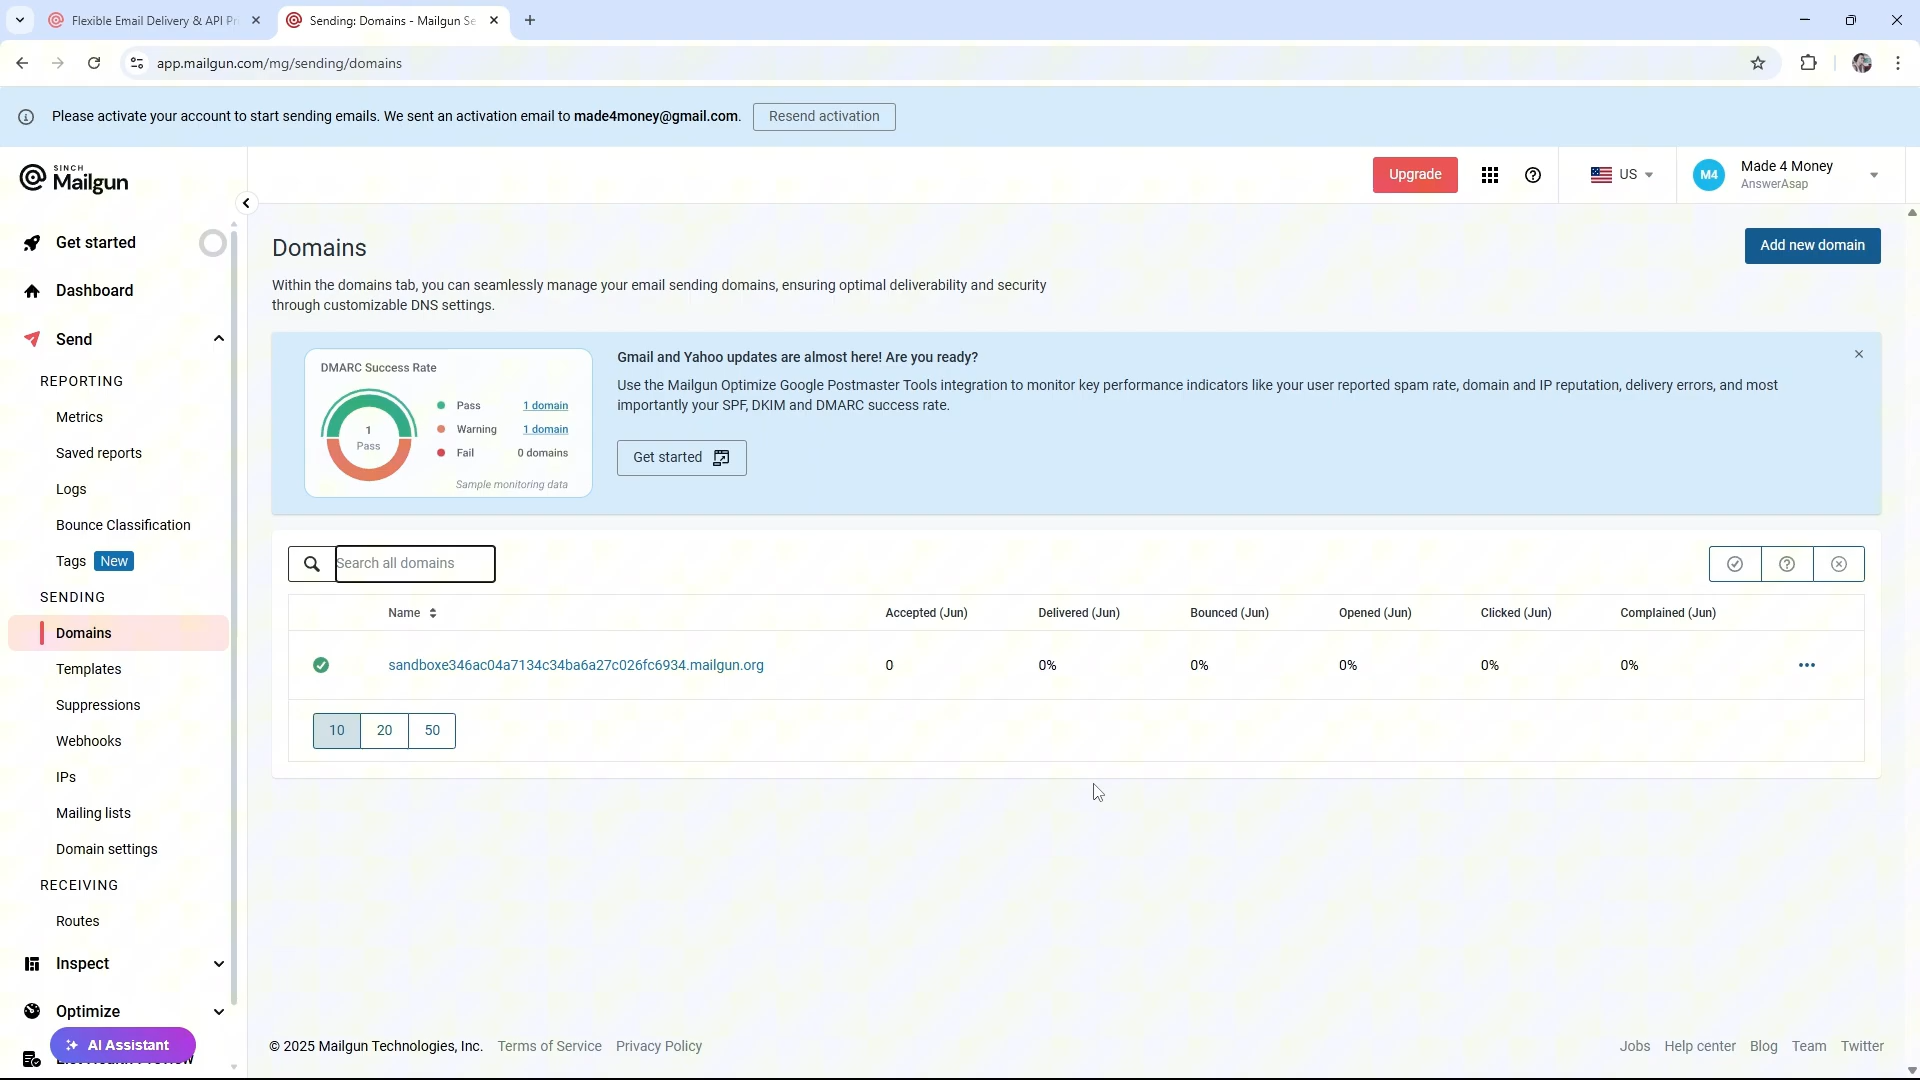 Flexible Email Delivery & API Pri
Sending: Domains - Mailgun Se
app.mailgun.com/mg/sending/domains
Please activate your account to start sending emails. We sent an activation email to made4money@gmail.com.
Resend activation
SINCH
Mailgun
Upgrade
US
M4
Made 4 Money
AnswerAsap
Get started
Dashboard
Send
REPORTING
Metrics
Saved reports
Logs
Bounce Classification
Tags New
SENDING
Domains
Templates
Suppressions
Webhooks
IPs
Mailing lists
Domain settings
RECEIVING
Routes
Inspect
Optimize
AI Assistant
Domains
Add new domain
Within the domains tab, you can seamlessly manage your email sending domains, ensuring optimal deliverability and security
through customizable DNS settings.
DMARC Success Rate
1
Pass
Pass 1 domain
Warning 1 domain
Fail 0 domains
Sample monitoring data
Gmail and Yahoo updates are almost here! Are you ready?
Use the Mailgun Optimize Google Postmaster Tools integration to monitor key performance indicators like your user reported spam rate, domain and IP reputation, delivery errors, and most
importantly your SPF, DKIM and DMARC success rate.
Get started
Search all domains
Name Accepted (Jun) Delivered (Jun) Bounced (Jun) Opened (Jun) Clicked (Jun) Complained (Jun)
sandboxe346ac04a7134c34ba6a27c026fc6934.mailgun.org 0 0% 0% 0% 0% 0%
10 20 50
© 2025 Mailgun Technologies, Inc. Terms of Service Privacy Policy
Jobs Help center Blog Team Twitter